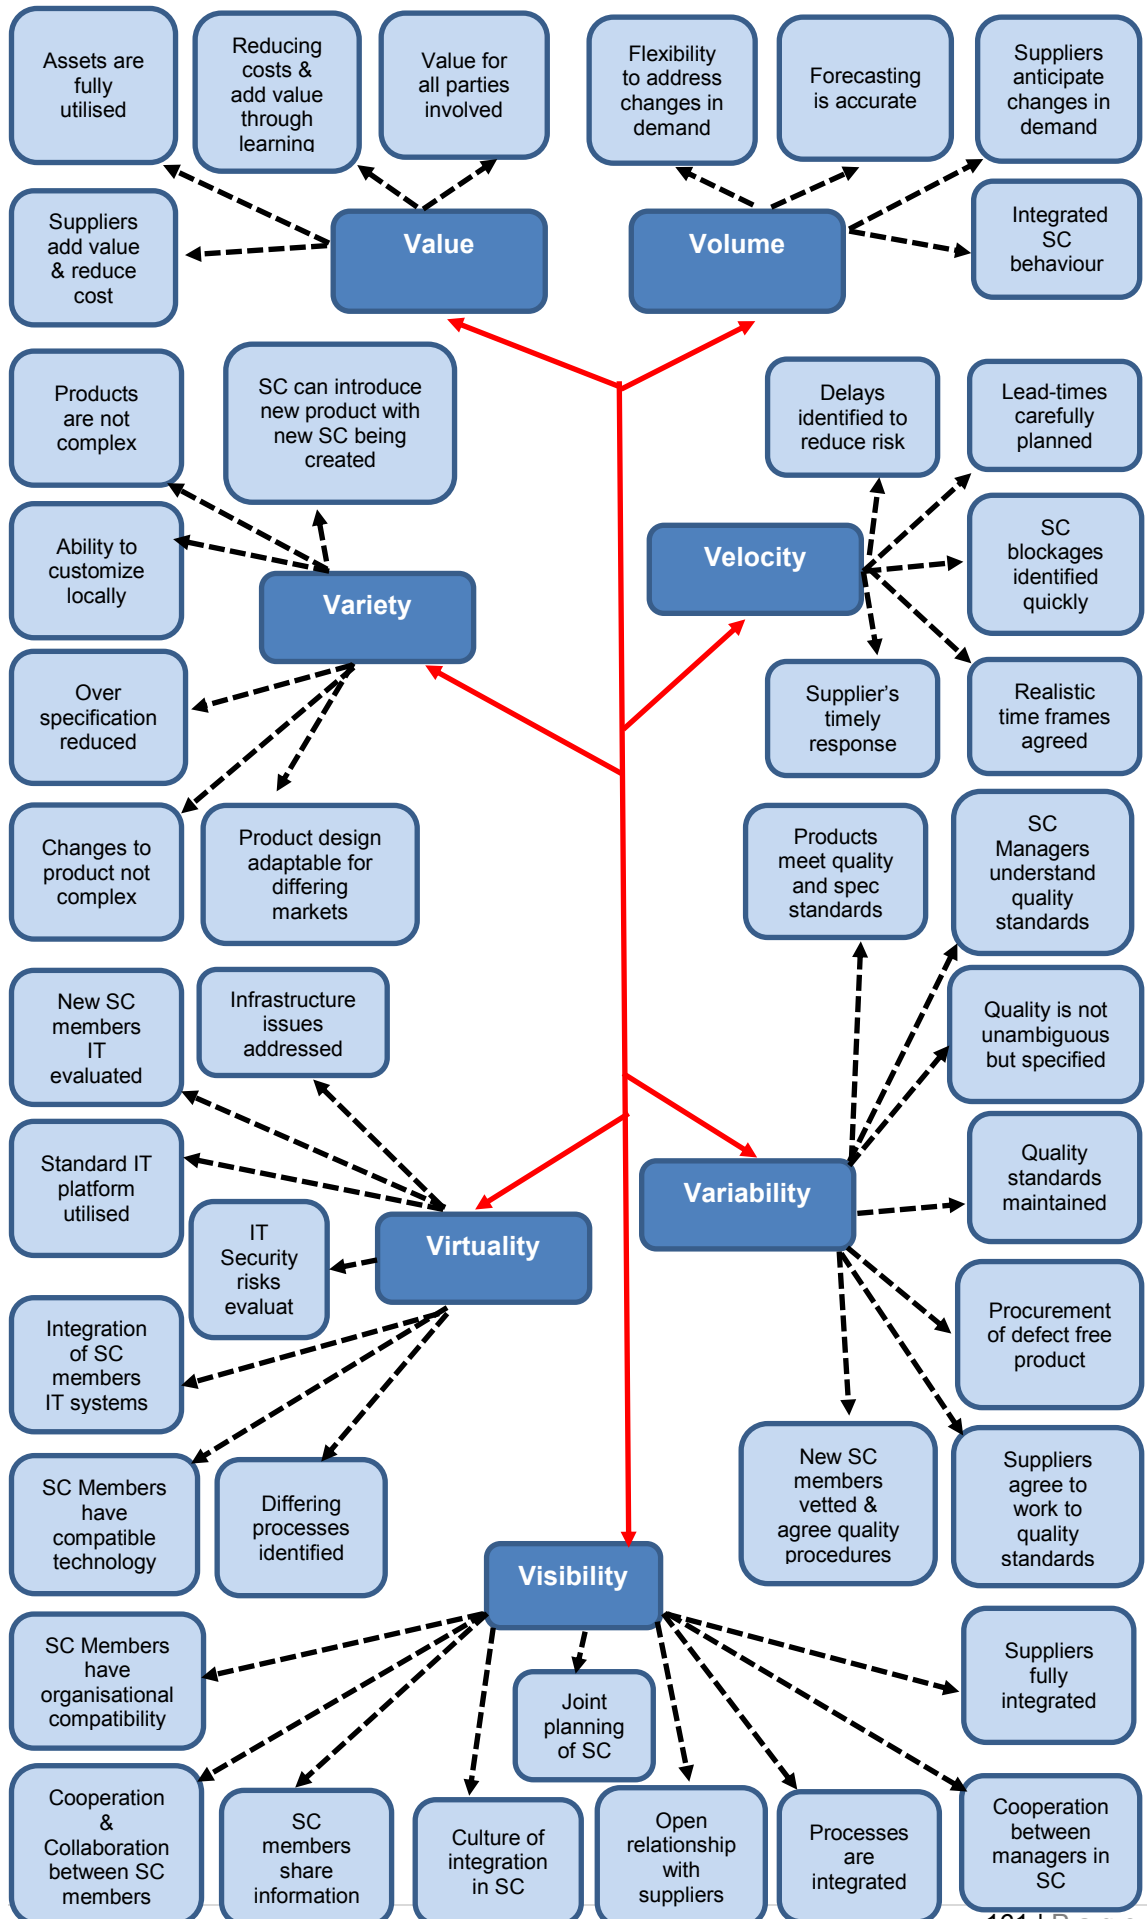 Assets are
fully
utilised
Reducing
costs &
add value
through
learning
Value for
all parties
involved
Flexibility
to address
changes in
demand
Forecasting
is accurate
Suppliers
anticipate
changes in
demand
Suppliers
add value
& reduce
cost
Value
Volume
Integrated
SC
behaviour
Products
are not
complex
SC can introduce
new product with
new SC being
created
Delays
identified to
reduce risk
Lead-times
carefully
planned
Ability to
customize
locally
Variety
Velocity
SC
blockages
identified
quickly
Over
specification
reduced
Supplier’s
timely
response
Realistic
time frames
agreed
Changes to
product not
complex
Product design
adaptable for
differing
markets
Products
meet quality
and spec
standards
SC
Managers
understand
quality
standards
New SC
members
IT
evaluated
Infrastructure
issues
addressed
Quality is not
unambiguous
but specified
Standard IT
platform
utilised
IT
Security
risks
evaluat
Virtuality
Variability
Quality
standards
maintained
Integration
of SC
members
IT systems
Procurement
of defect free
product
SC Members
have
compatible
technology
Differing
processes
identified
New SC
members
vetted &
agree quality
procedures
Suppliers
agree to
work to
quality
standards
Visibility
SC Members
have
organisational
compatibility
Joint
planning
of SC
Suppliers
fully
integrated
Cooperation
&
Collaboration
between SC
members
SC
members
share
information
Culture of
integration
in SC
Open
relationship
with
suppliers
Processes
are
integrated
Cooperation
between
managers in
SC